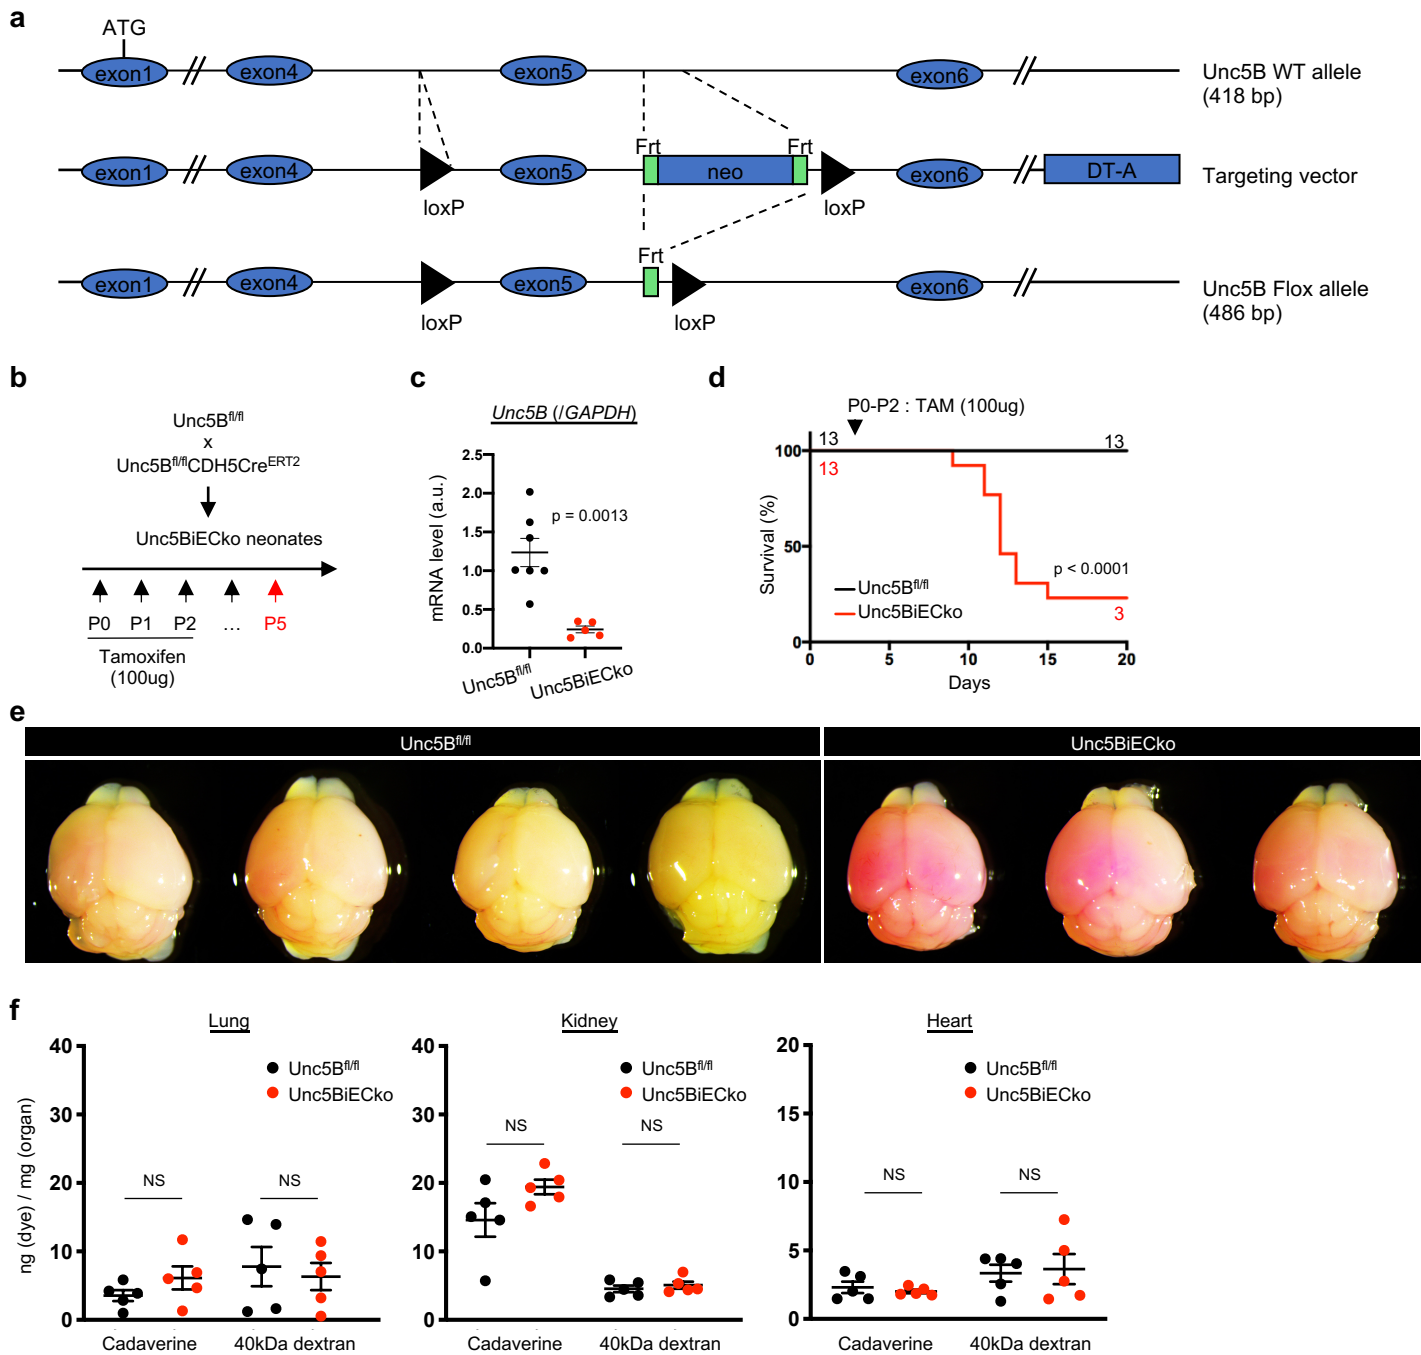 a
ATG
exon1
exon4
exon5
exon6
Unc5B WT allele
(418 bp)
Frt
Frt
exon1
exon4
exon5
neo
exon6
DT-A
Targeting vector
loxP
loxP
Frt
exon1
exon4
exon5
exon6
Unc5B Flox allele
(486 bp)
loxP
loxP
b
Unc5Bfl/fl
x
Unc5Bfl/flCDH5CreERT2
Unc5BiECko neonates
P0 P1 P2 ... P5
Tamoxifen
(100ug)
c
Unc5B (/GAPDH)
mRNA level (a.u.)
2.5
2.0
1.5
1.0
0.5
0.0
p = 0.0013
Unc5Bfl/fl
Unc5BiECko
d
P0-P2 : TAM (100ug)
Survival (%)
100
50
0
13
13
13
p < 0.0001
Unc5Bfl/fl
Unc5BiECko
3
0 5 10 15 20
Days
e
Unc5Bfl/fl
Unc5BiECko
f
ng (dye) / mg (organ)
Lung
40
30
20
10
0
Unc5Bfl/fl
Unc5BiECko
NS
NS
Cadaverine 40kDa dextran
Kidney
40
30
20
10
0
Unc5Bfl/fl
Unc5BiECko
NS
NS
Cadaverine 40kDa dextran
Heart
20
15
10
5
0
Unc5Bfl/fl
Unc5BiECko
NS
NS
Cadaverine 40kDa dextran